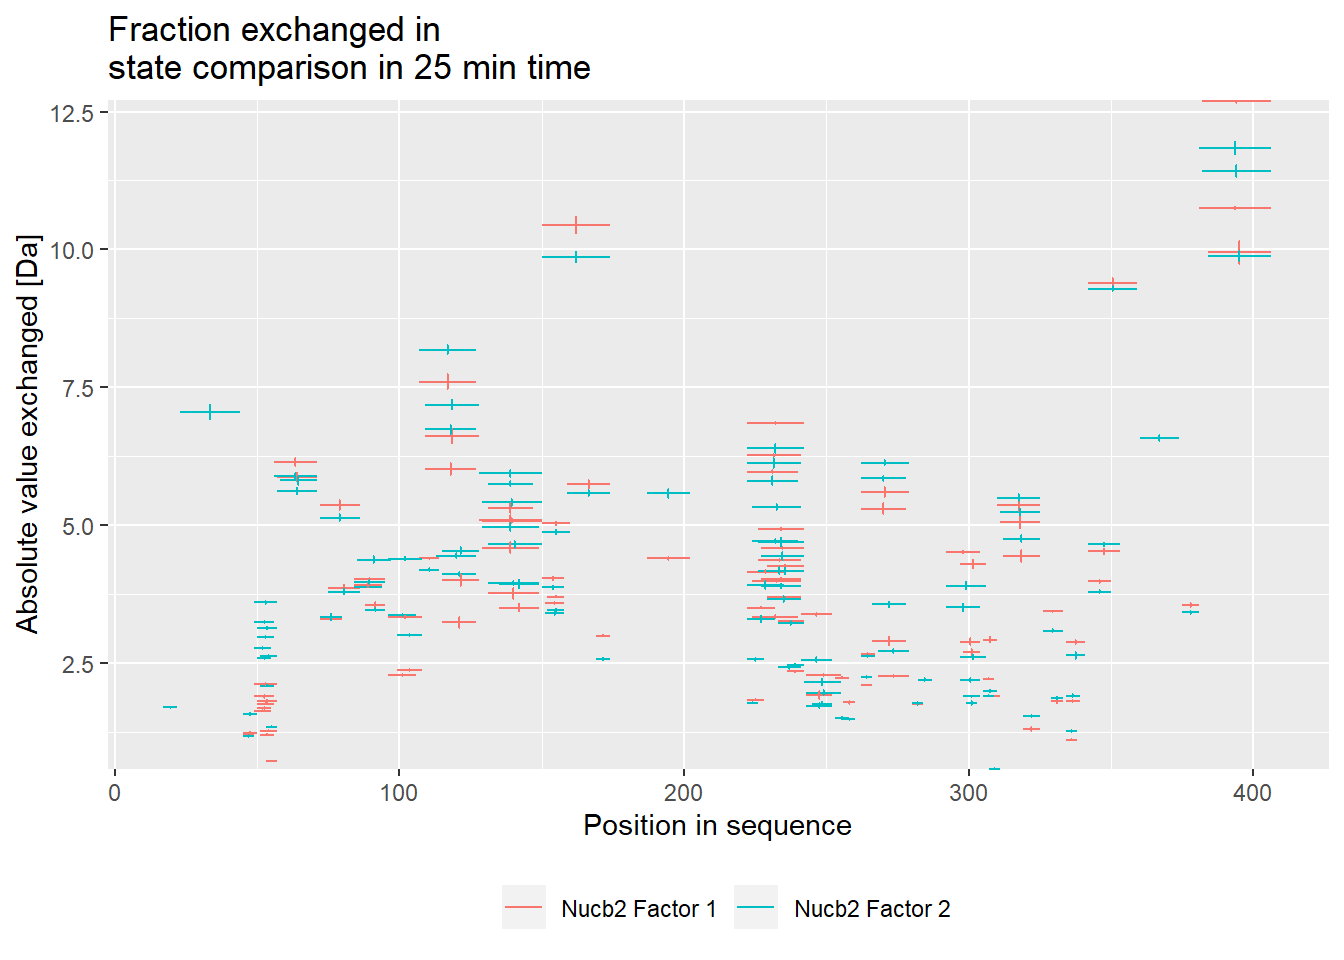 Fraction exchanged in
state comparison in 25 min time
Absolute value exchanged [Da]
12.5
10.0
7.5
5.0
2.5
0
100
200
300
400
Position in sequence
Nucb2 Factor 1
Nucb2 Factor 2